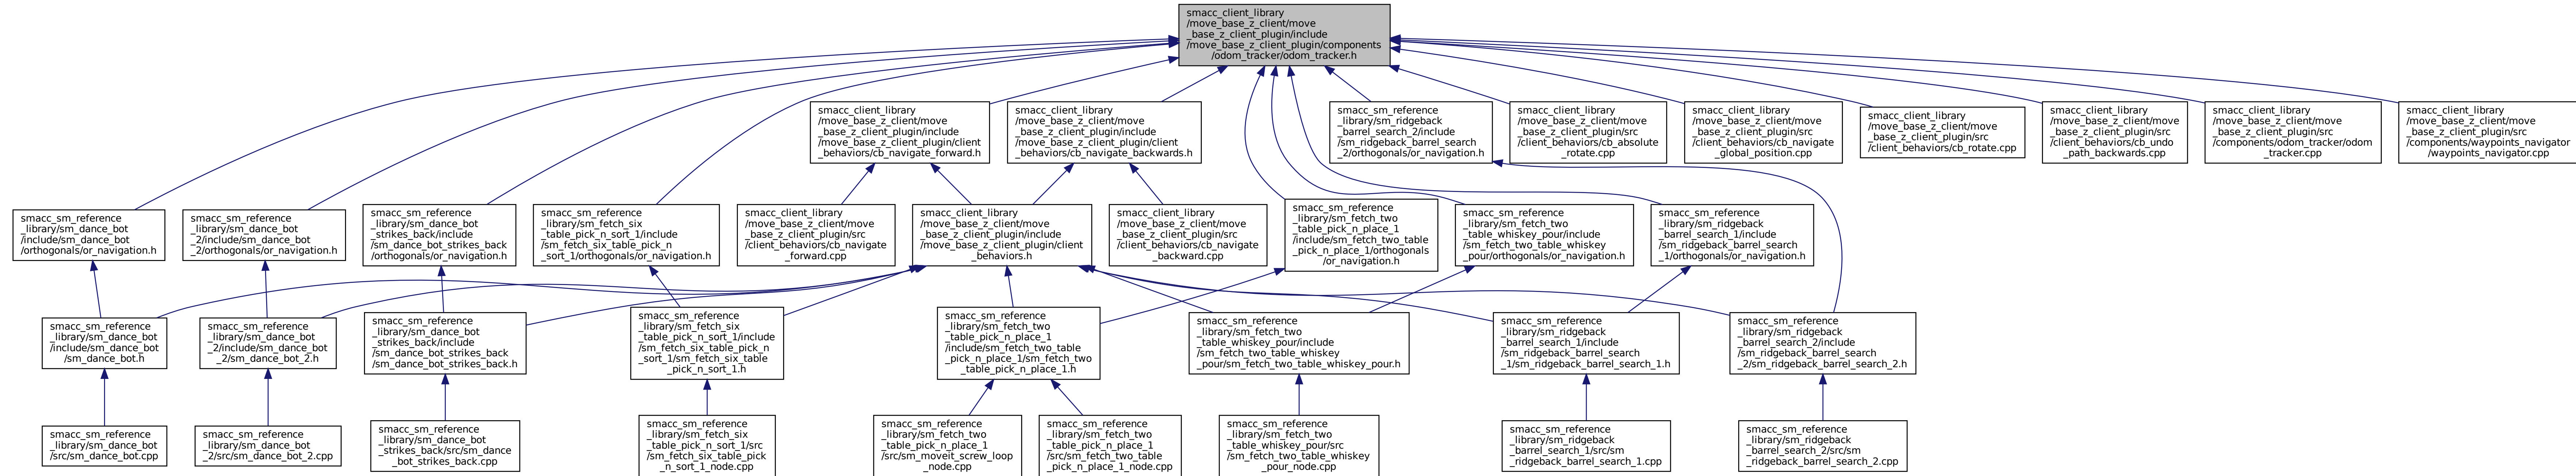 smacc_client_library
/move_base_z_client/move
_base_z_client_plugin/include
/move_base_z_client_plugin/components
/odom_tracker/odom_tracker.h
smacc_client_library
/move_base_z_client/move
_base_z_client_plugin/include
/move_base_z_client_plugin/client
_behaviors/cb_navigate_forward.h
smacc_client_library
/move_base_z_client/move
_base_z_client_plugin/include
/move_base_z_client_plugin/client
_behaviors/cb_navigate_backwards.h
smacc_sm_reference
_library/sm_ridgeback
_barrel_search_2/include
/sm_ridgeback_barrel_search
_2/orthogonals/or_navigation.h
smacc_client_library
/move_base_z_client/move
_base_z_client_plugin/src
/client_behaviors/cb_absolute
_rotate.cpp
smacc_client_library
/move_base_z_client/move
_base_z_client_plugin/src
/client_behaviors/cb_navigate
_global_position.cpp
smacc_client_library
/move_base_z_client/move
_base_z_client_plugin/src
/client_behaviors/cb_rotate.cpp
smacc_client_library
/move_base_z_client/move
_base_z_client_plugin/src
/client_behaviors/cb_undo
_path_backwards.cpp
smacc_client_library
/move_base_z_client/move
_base_z_client_plugin/src
/components/odom_tracker/odom
_tracker.cpp
smacc_client_library
/move_base_z_client/move
_base_z_client_plugin/src
/components/waypoints_navigator
/waypoints_navigator.cpp
smacc_sm_reference
_library/sm_dance_bot
/include/sm_dance_bot
/orthogonals/or_navigation.h
smacc_sm_reference
_library/sm_dance_bot
_2/include/sm_dance_bot
_2/orthogonals/or_navigation.h
smacc_sm_reference
_library/sm_dance_bot
_strikes_back/include
/sm_dance_bot_strikes_back
/orthogonals/or_navigation.h
smacc_sm_reference
_library/sm_fetch_six
_table_pick_n_sort_1/include
/sm_fetch_six_table_pick_n
_sort_1/orthogonals/or_navigation.h
smacc_client_library
/move_base_z_client/move
_base_z_client_plugin/src
/client_behaviors/cb_navigate
_forward.cpp
smacc_client_library
/move_base_z_client/move
_base_z_client_plugin/include
/move_base_z_client_plugin/client
_behaviors.h
smacc_client_library
/move_base_z_client/move
_base_z_client_plugin/src
/client_behaviors/cb_navigate
_backward.cpp
smacc_sm_reference
_library/sm_fetch_two
_table_pick_n_place_1
/include/sm_fetch_two_table
_pick_n_place_1/orthogonals
/or_navigation.h
smacc_sm_reference
_library/sm_fetch_two
_table_whiskey_pour/include
/sm_fetch_two_table_whiskey
_pour/orthogonals/or_navigation.h
smacc_sm_reference
_library/sm_ridgeback
_barrel_search_1/include
/sm_ridgeback_barrel_search
_1/orthogonals/or_navigation.h
smacc_sm_reference
_library/sm_dance_bot
/include/sm_dance_bot
/sm_dance_bot.h
smacc_sm_reference
_library/sm_dance_bot
_2/include/sm_dance_bot
_2/sm_dance_bot_2.h
smacc_sm_reference
_library/sm_dance_bot
_strikes_back/include
/sm_dance_bot_strikes_back
/sm_dance_bot_strikes_back.h
smacc_sm_reference
_library/sm_fetch_six
_table_pick_n_sort_1/include
/sm_fetch_six_table_pick_n
_sort_1/sm_fetch_six_table
_pick_n_sort_1.h
smacc_sm_reference
_library/sm_fetch_two
_table_pick_n_place_1
/include/sm_fetch_two_table
_pick_n_place_1/sm_fetch_two
_table_pick_n_place_1.h
smacc_sm_reference
_library/sm_fetch_two
_table_whiskey_pour/include
/sm_fetch_two_table_whiskey
_pour/sm_fetch_two_table_whiskey_pour.h
smacc_sm_reference
_library/sm_ridgeback
_barrel_search_1/include
/sm_ridgeback_barrel_search
_1/sm_ridgeback_barrel_search_1.h
smacc_sm_reference
_library/sm_ridgeback
_barrel_search_2/include
/sm_ridgeback_barrel_search
_2/sm_ridgeback_barrel_search_2.h
smacc_sm_reference
_library/sm_dance_bot
/src/sm_dance_bot.cpp
smacc_sm_reference
_library/sm_dance_bot
_2/src/sm_dance_bot_2.cpp
smacc_sm_reference
_library/sm_dance_bot
_strikes_back/src/sm_dance
_bot_strikes_back.cpp
smacc_sm_reference
_library/sm_fetch_six
_table_pick_n_sort_1/src
/sm_fetch_six_table_pick
_n_sort_1_node.cpp
smacc_sm_reference
_library/sm_fetch_two
_table_pick_n_place_1
/src/sm_moveit_screw_loop
_node.cpp
smacc_sm_reference
_library/sm_fetch_two
_table_pick_n_place_1
/src/sm_fetch_two_table
_pick_n_place_1_node.cpp
smacc_sm_reference
_library/sm_fetch_two
_table_whiskey_pour/src
/sm_fetch_two_table_whiskey
_pour_node.cpp
smacc_sm_reference
_library/sm_ridgeback
_barrel_search_1/src/sm
_ridgeback_barrel_search_1.cpp
smacc_sm_reference
_library/sm_ridgeback
_barrel_search_2/src/sm
_ridgeback_barrel_search_2.cpp